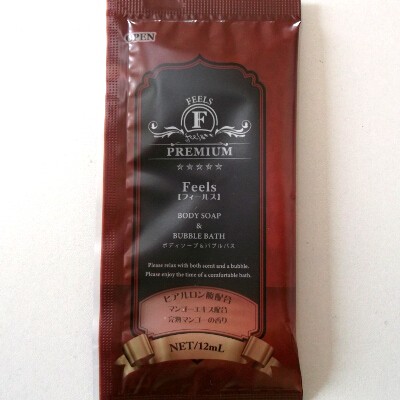 OPEN
FEELS
F
PREMIUM
Feels
【フィールス】
BODY SOAP
&
BUBBLE BATH
ボディソープ&バブルバス
Please relax with both scent and a bubble.
Please enjoy the time of a comfortable bath.
ヒアルロン酸配合
マンゴーエキス配合
完熟マンゴーの香り
NET/12mL